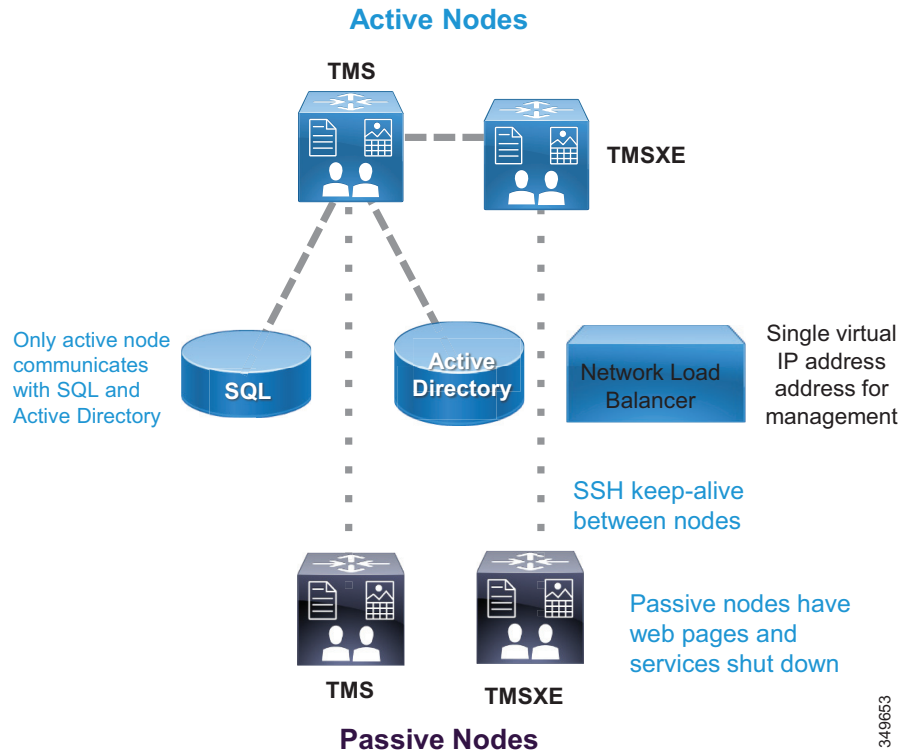 Active Nodes
TMS
TMSXE
Only active node
communicates
with SQL and
Active Directory
SQL
Active
Directory
Network Load
Balancer
Single virtual
IP address
address for
management
SSH keep-alive
between nodes
Passive nodes have
web pages and
services shut down
TMS
TMSXE
Passive Nodes
349653